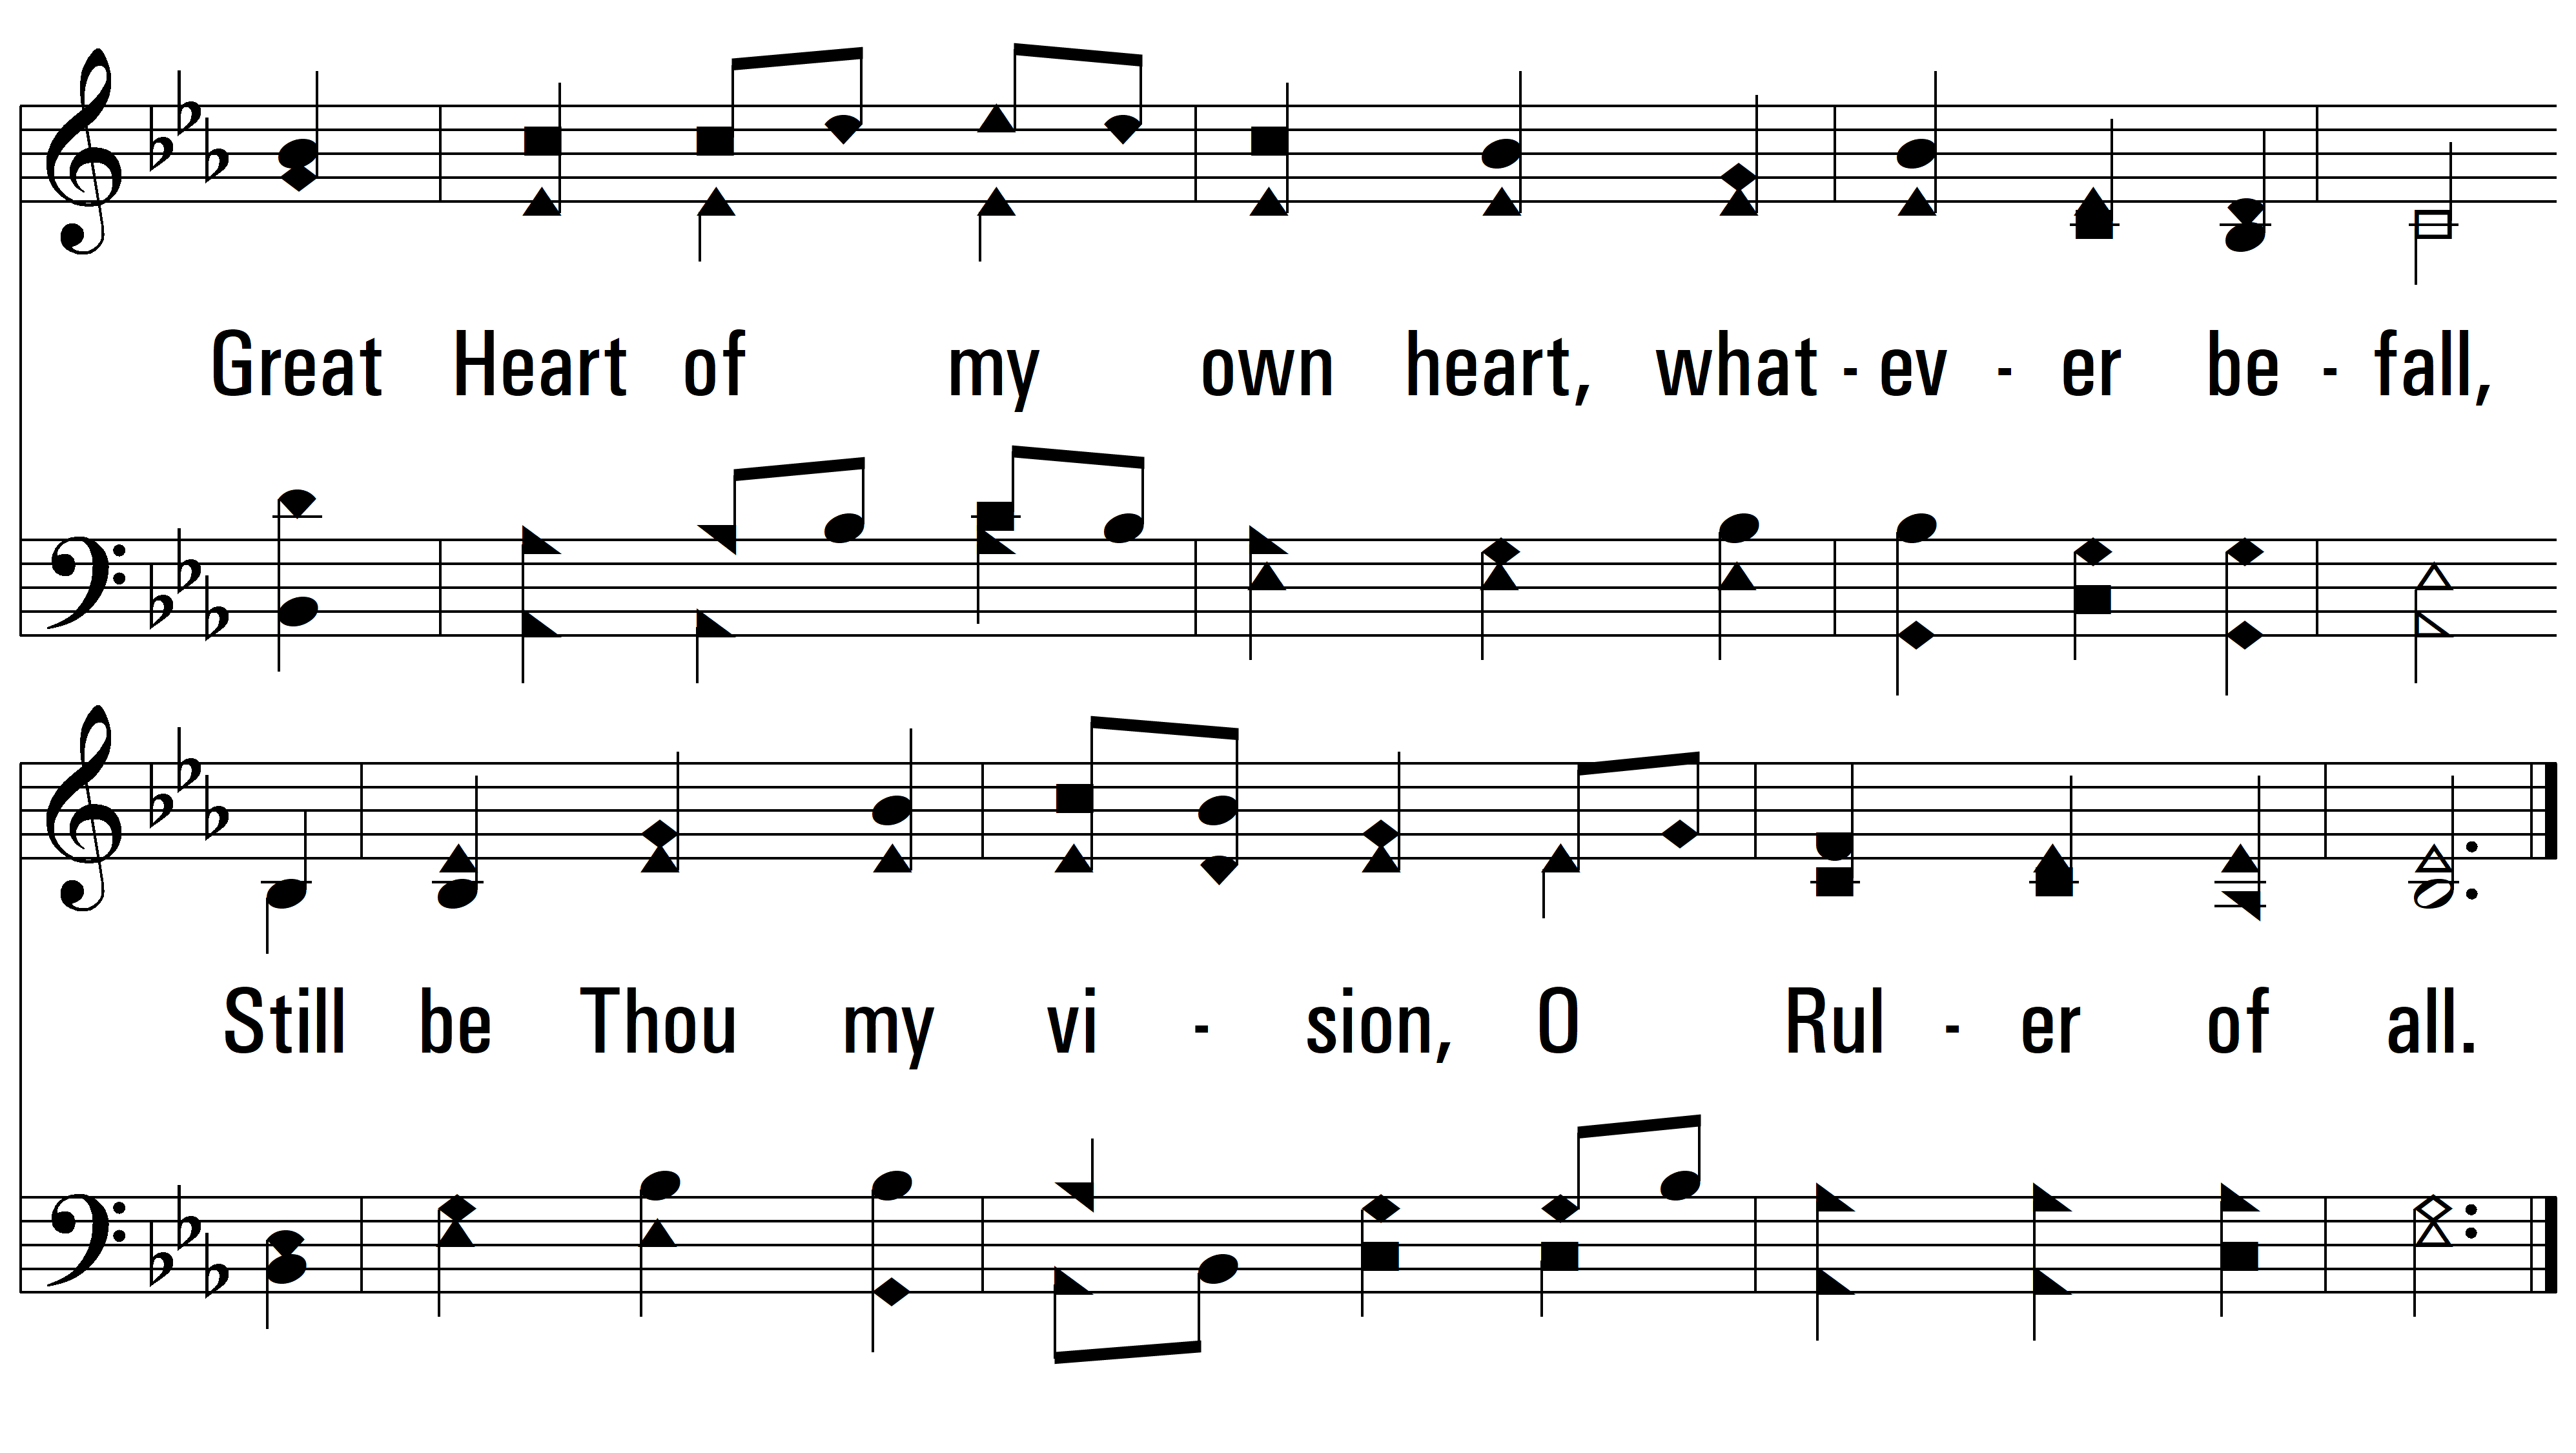 Great Heart of my own heart, what - ev - er be - fall,
Still be Thou my vi - sion, O Rul - er of all.